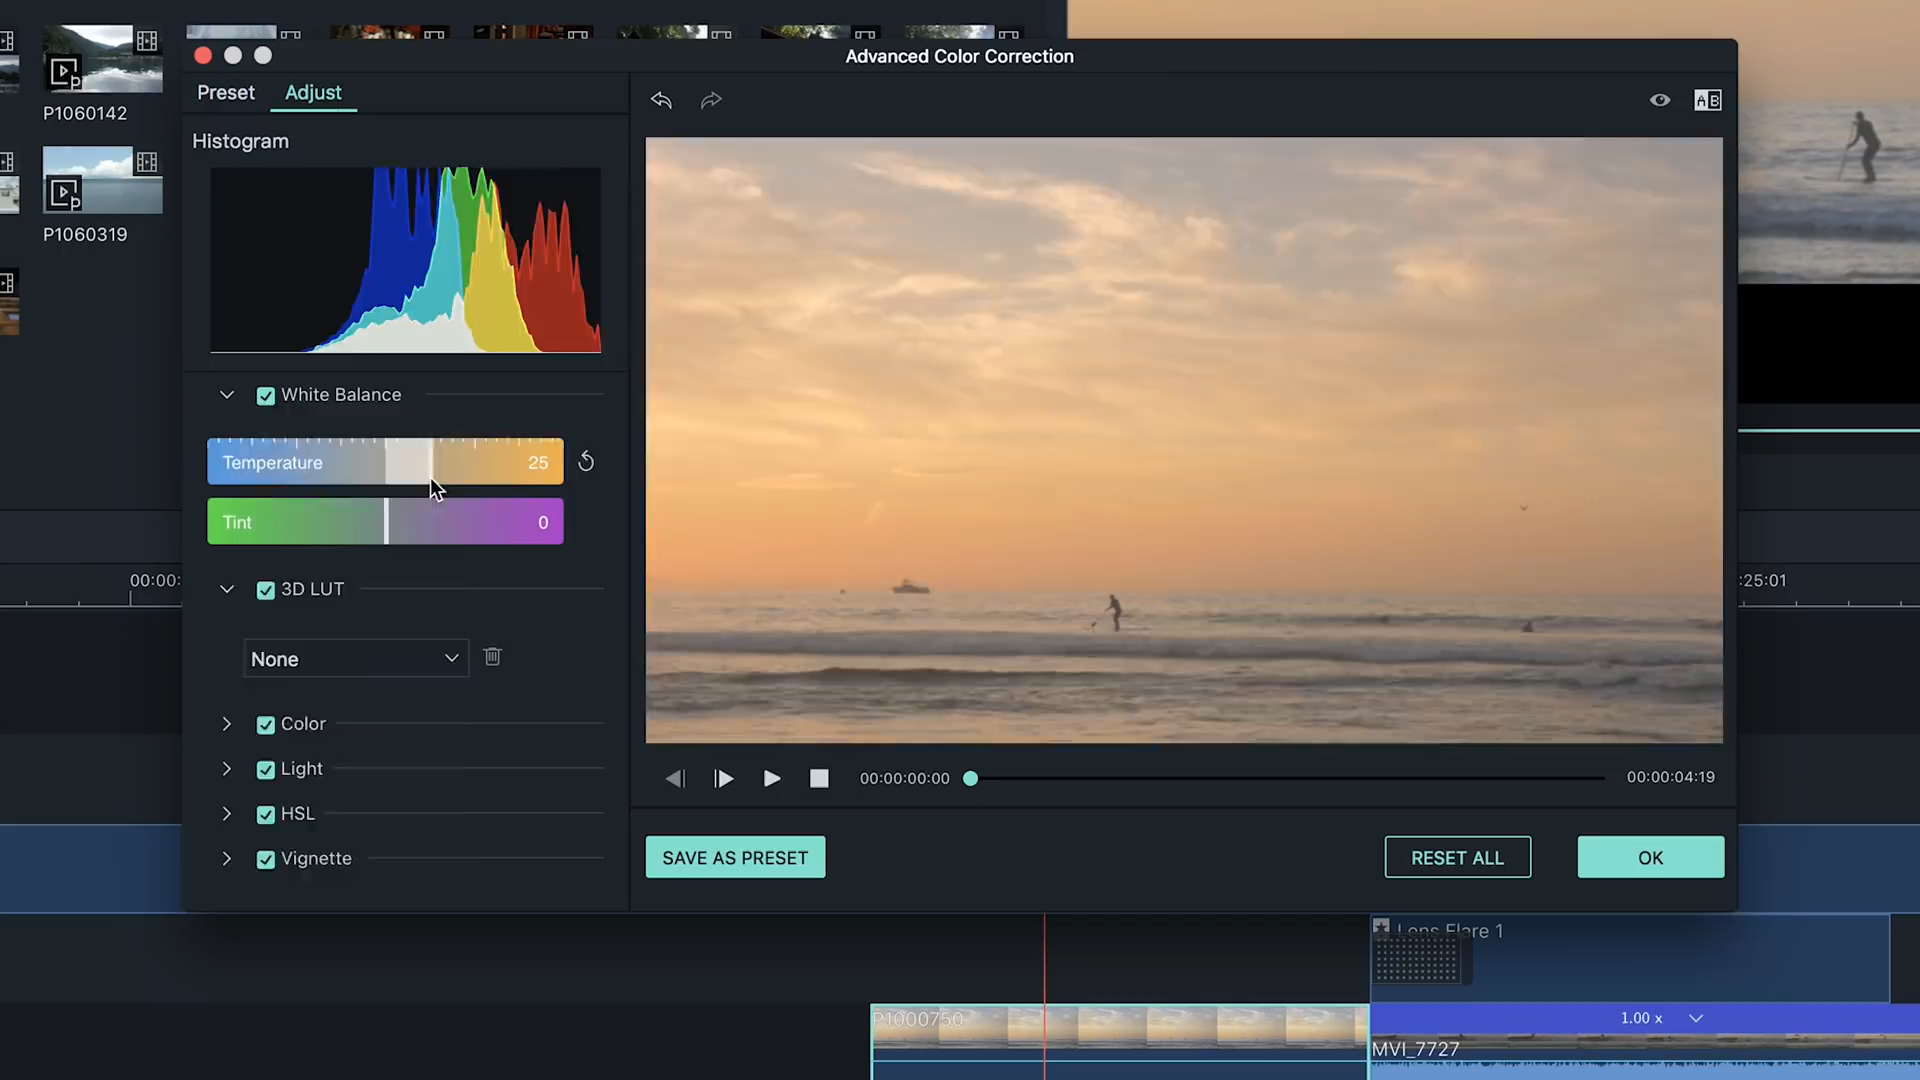 Advanced Color Correction
Preset
Adjust
P1060142
Histogram
AB
P1060319
White Balance
Temperature
25
Tint
0
3D LUT
00:00:
:25:01
None
Color
Light
HSL
Vignette
00:00:00:00
00:00:04:19
SAVE AS PRESET
RESET ALL
OK
Lens Flare 1
P1000750
1.00 x
MVI_7727